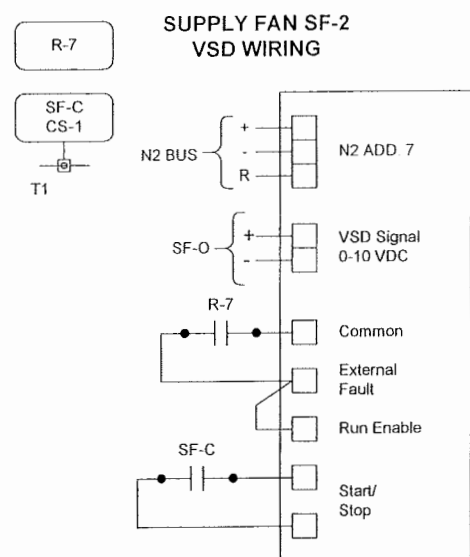 SUPPLY FAN SF-2
VSD WIRING
R-7
SF-C
CS-1
T1
N2 BUS
+
-
R
N2 ADD. 7
SF-O
+
-
VSD Signal
0-10 VDC
R-7
Common
External
Fault
Run Enable
SF-C
Start/
Stop